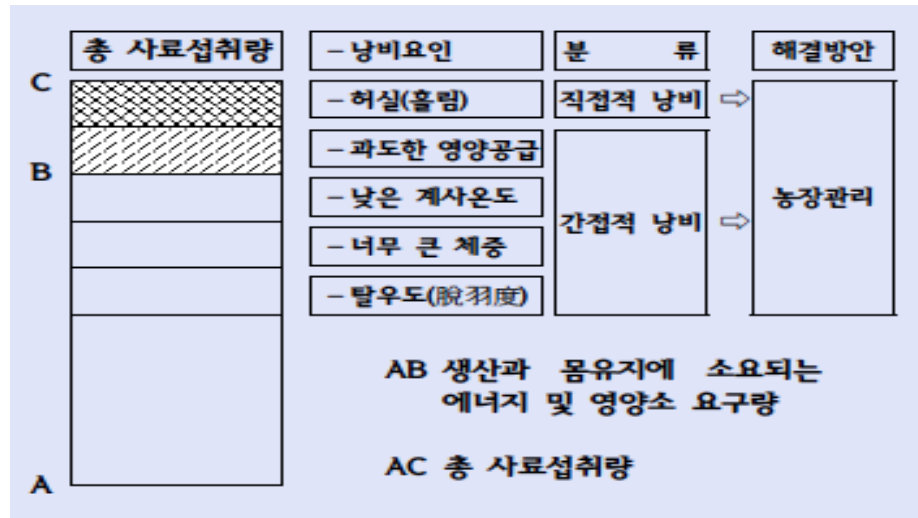 총 사료섭취량
– 낭비요인
분 류
해결방안
C
– 허실(흘림)
직접적 낭비 ⇨
– 과도한 영양공급
B
– 낮은 계사온도
간접적 낭비 ⇨
농장관리
– 너무 큰 체중
– 탈우도(脫羽度)
AB 생산과 몸유지에 소요되는
에너지 및 영양소 요구량
AC 총 사료섭취량
A